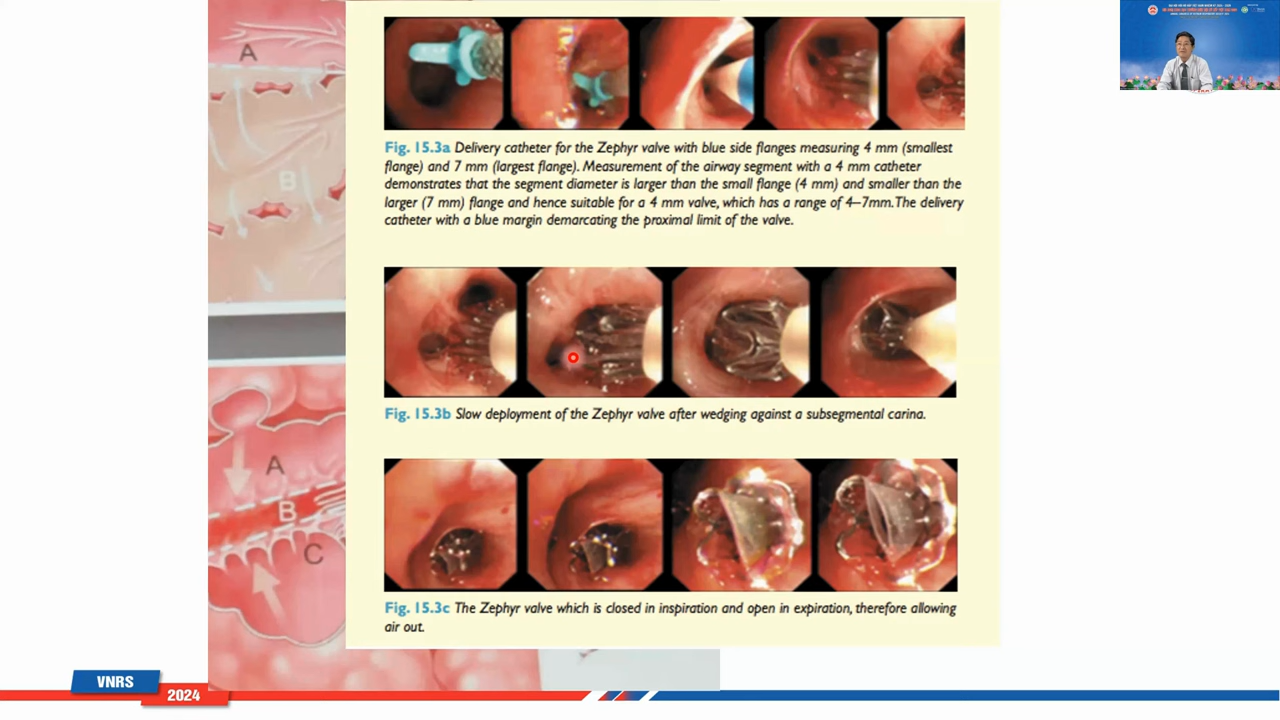 A
B
A
B
C
Fig. 15.3a Delivery catheter for the Zephyr valve with blue side flanges measuring 4 mm (smallest
flange) and 7 mm (largest flange). Measurement of the airway segment with a 4 mm catheter
demonstrates that the segment diameter is larger than the small flange (4 mm) and smaller than the
larger (7 mm) flange and hence suitable for a 4 mm valve, which has a range of 4–7mm. The delivery
catheter with a blue margin demarcating the proximal limit of the valve.
Fig. 15.3b Slow deployment of the Zephyr valve after wedging against a subsegmental carina.
Fig. 15.3c The Zephyr valve which is closed in inspiration and open in expiration, therefore allowing
air out.
VNRS
2024